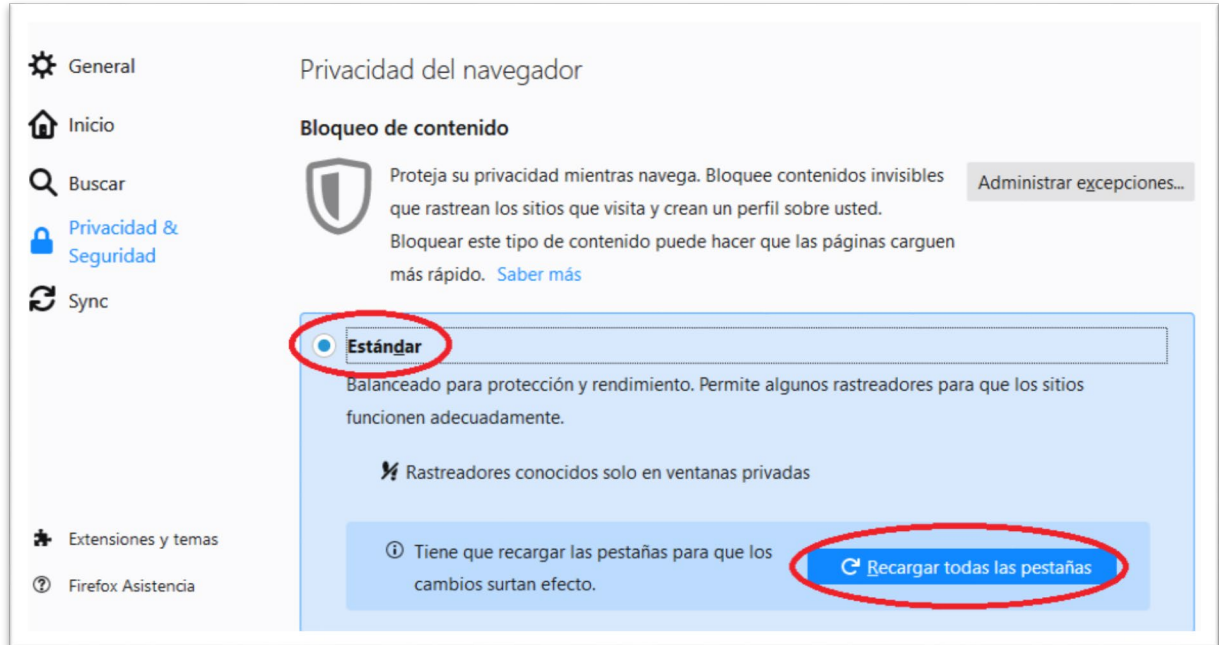 General
Inicio
Buscar
Privacidad &
Seguridad
Sync
Extensiones y temas
Firefox Asistencia
Privacidad del navegador
Bloqueo de contenido
Proteja su privacidad mientras navega. Bloquee contenidos invisibles
que rastrean los sitios que visita y crean un perfil sobre usted.
Bloquear este tipo de contenido puede hacer que las páginas carguen
más rápido. Saber más
Administrar excepciones...
Estándar
Balanceado para protección y rendimiento. Permite algunos rastreadores para que los sitios
funcionen adecuadamente.
Rastreadores conocidos solo en ventanas privadas
Tiene que recargar las pestañas para que los
cambios surtan efecto.
Recargar todas las pestañas